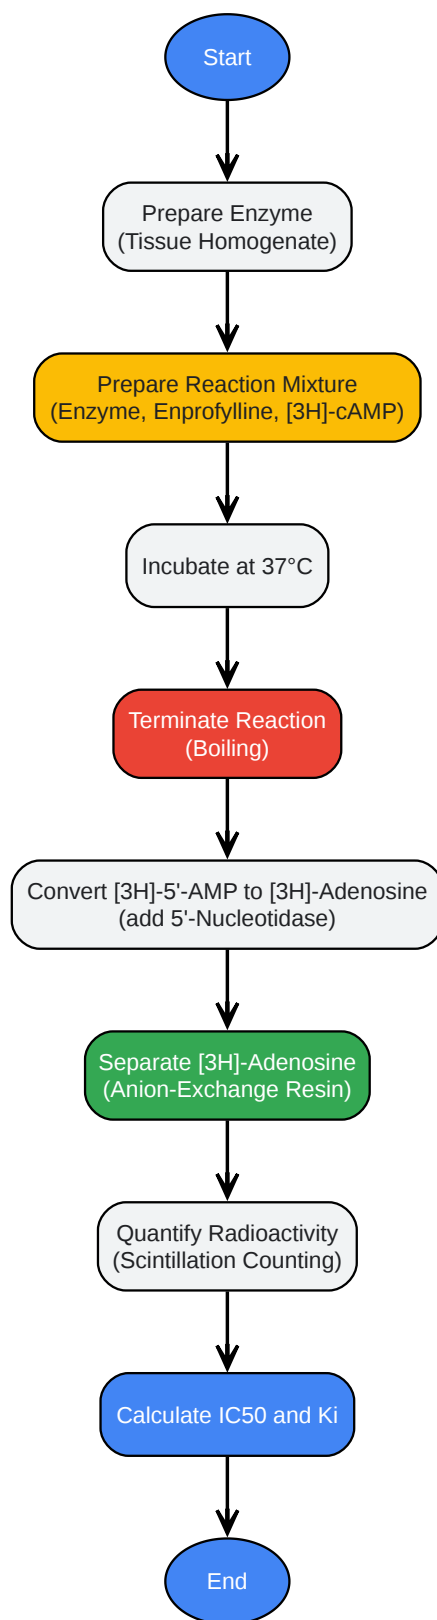 Start
Prepare Enzyme
(Tissue Homogenate)
Prepare Reaction Mixture
(Enzyme, Enprofylline, [3H]-cAMP)
Incubate at 37°C
Terminate Reaction
(Boiling)
Convert [3H]-5'-AMP to [3H]-Adenosine
(add 5'-Nucleotidase)
Separate [3H]-Adenosine
(Anion-Exchange Resin)
Quantify Radioactivity
(Scintillation Counting)
Calculate IC50 and Ki
End